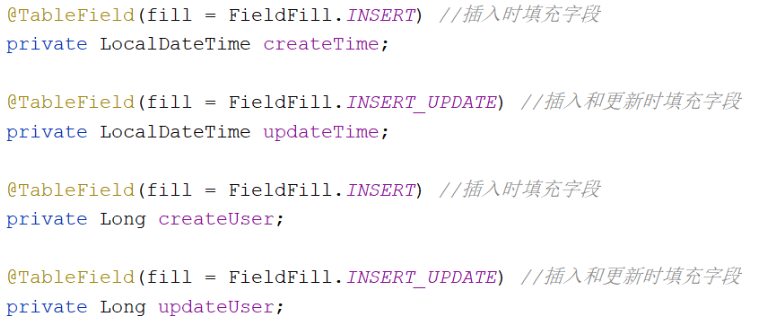 @TableField(fill = FieldFill.INSERT) //插入时填充字段
private LocalDateTime createTime;
@TableField(fill = FieldFill.INSERT_UPDATE) //插入和更新时填充字段
private LocalDateTime updateTime;
@TableField(fill = FieldFill.INSERT) //插入时填充字段
private Long createUser;
@TableField(fill = FieldFill.INSERT_UPDATE) //插入和更新时填充字段
private Long updateUser;